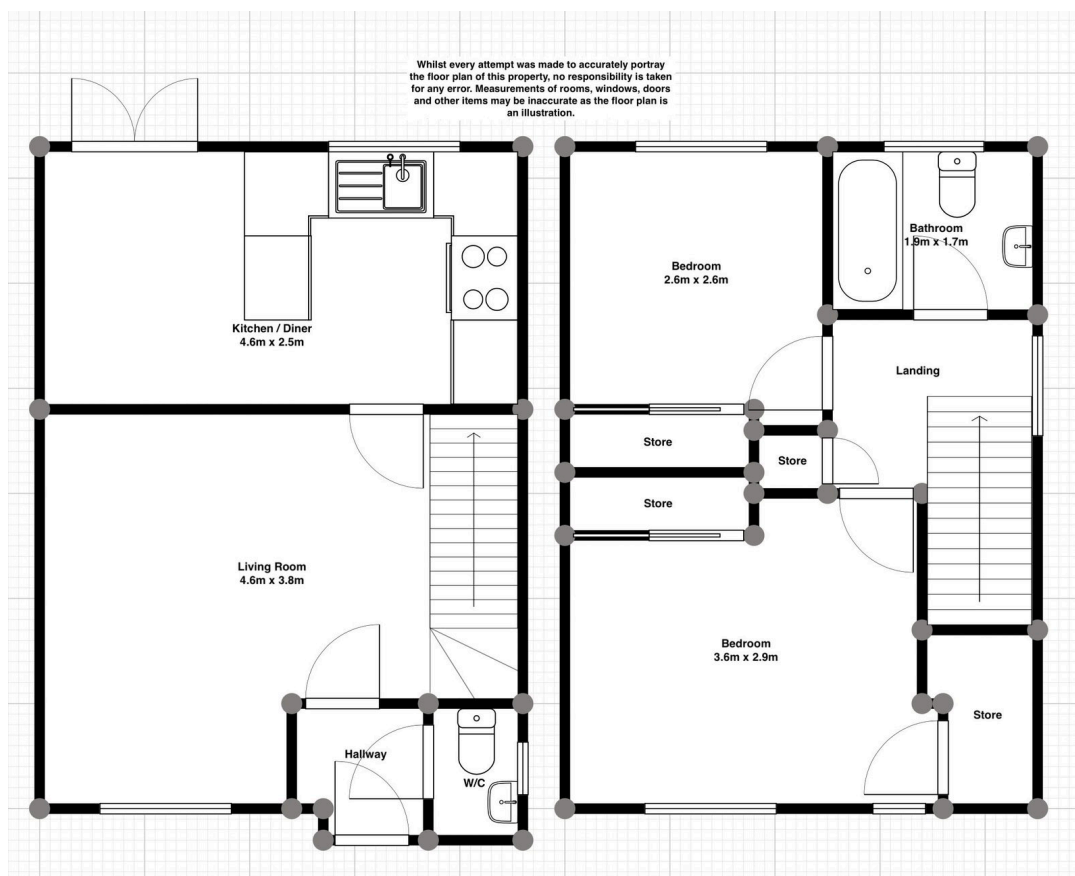 Whilst every attempt was made to accurately portray
the floor plan of this property, no responsibility is taken
for any error. Measurements of rooms, windows, doors
and other items may be inaccurate as the floor plan is
an illustration.
Kitchen / Diner
4.6m x 2.5m
Living Room
4.6m x 3.8m
Hallway
W/C
Bedroom
2.6m x 2.6m
Bathroom
1.9m x 1.7m
Landing
Store
Store
Store
Bedroom
3.6m x 2.9m
Store